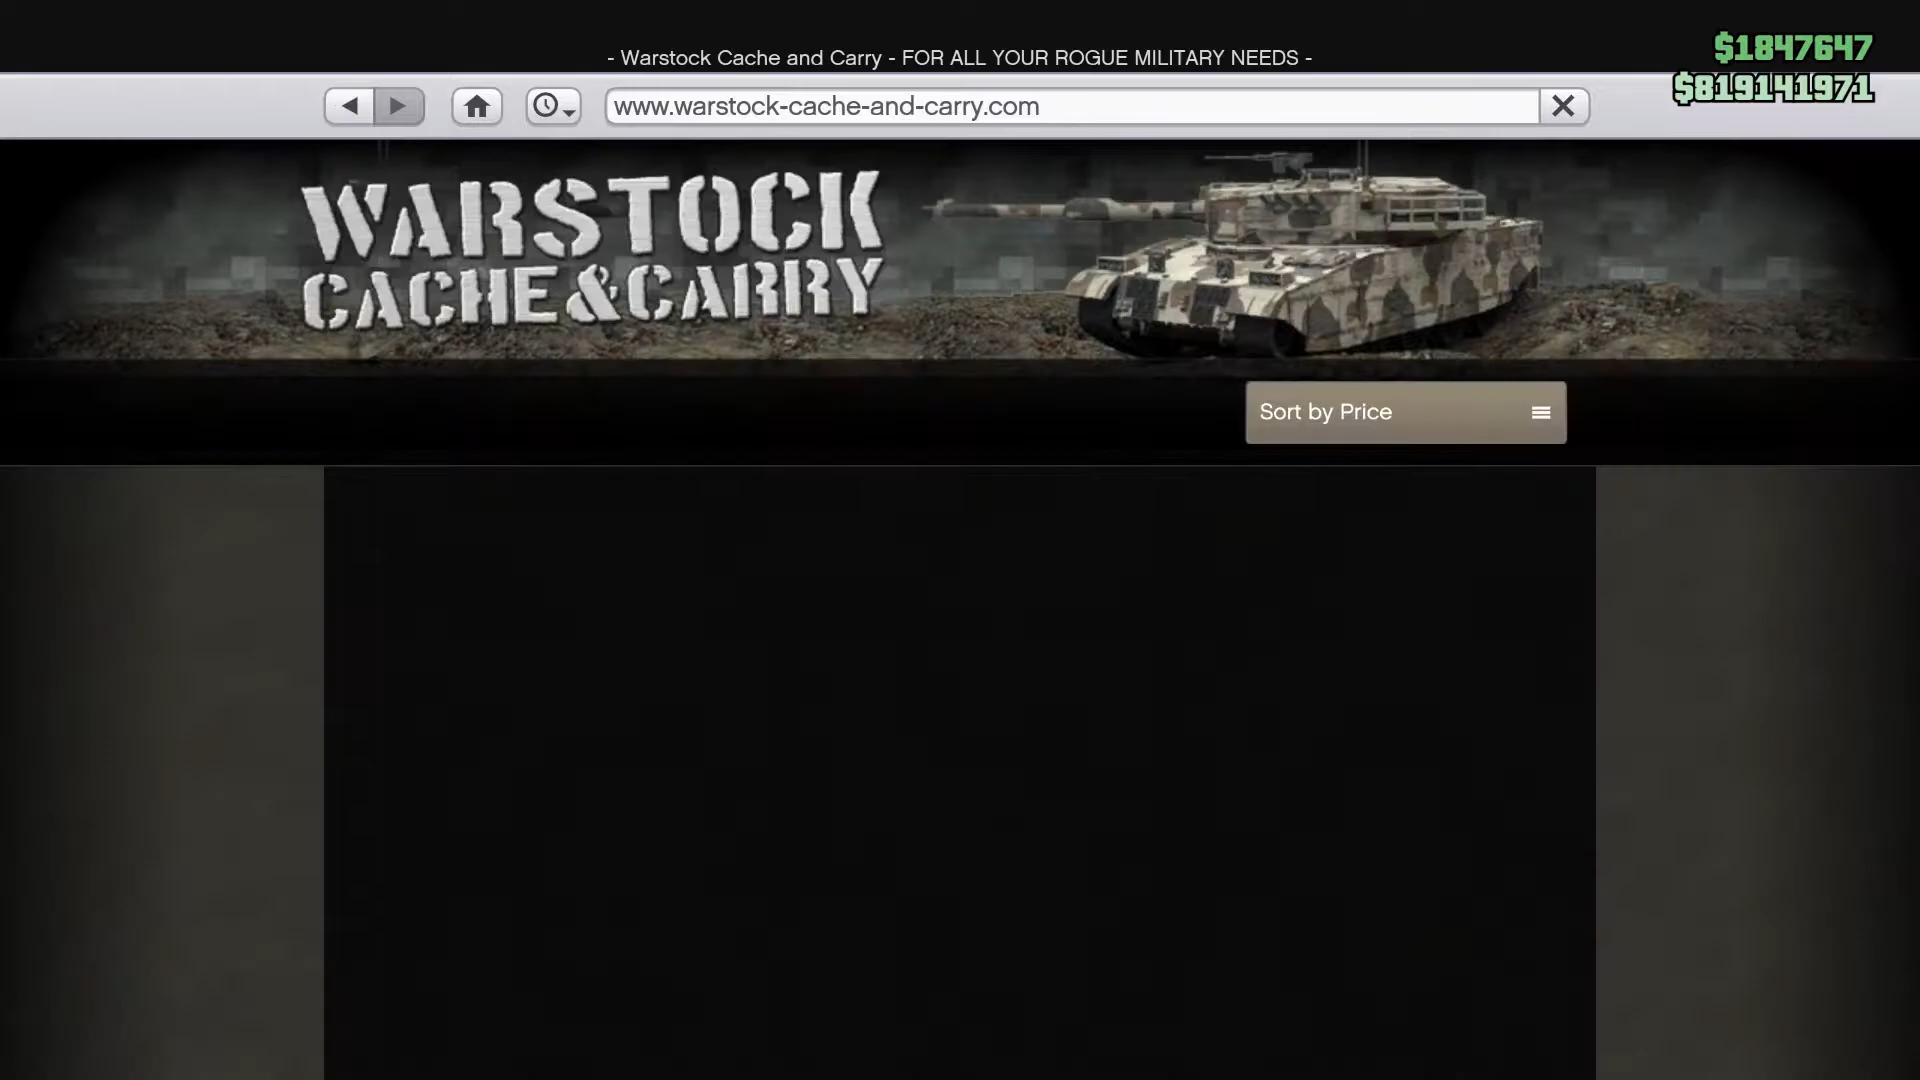 - Warstock Cache and Carry - FOR ALL YOUR ROGUE MILITARY NEEDS -
$1847647
$819141971
www.warstock-cache-and-carry.com
WARSTOCK
CACHE & CARRY
Sort by Price